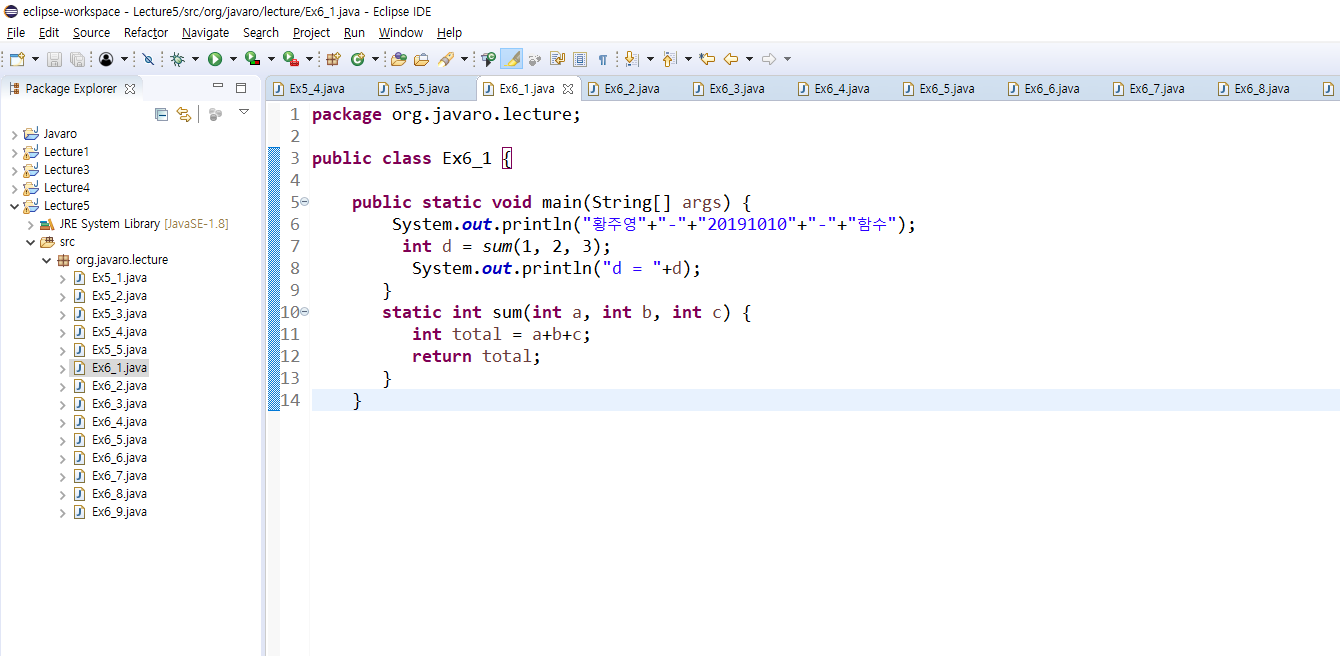 eclipse-workspace - Lecture5/src/org/javaro/lecture/Ex6_1.java - Eclipse IDE
File Edit Source Refactor Navigate Search Project Run Window Help
Package Explorer
Javaro
Lecture1
Lecture3
Lecture4
Lecture5
JRE System Library [JavaSE-1.8]
src
org.javaro.lecture
Ex5_1.java
Ex5_2.java
Ex5_3.java
Ex5_4.java
Ex5_5.java
Ex6_1.java
Ex6_2.java
Ex6_3.java
Ex6_4.java
Ex6_5.java
Ex6_6.java
Ex6_7.java
Ex6_8.java
Ex6_9.java
Ex5_4.java Ex5_5.java Ex6_1.java Ex6_2.java Ex6_3.java Ex6_4.java Ex6_5.java Ex6_6.java Ex6_7.java Ex6_8.java
1 package org.javaro.lecture;
2
3 public class Ex6_1 {
4
5 public static void main(String[] args) {
6 System.out.println("황주영"+"-"+"20191010"+"-"+"함수");
7 int d = sum(1, 2, 3);
8 System.out.println("d = "+d);
9 }
10 static int sum(int a, int b, int c) {
11 int total = a+b+c;
12 return total;
13 }
14 }